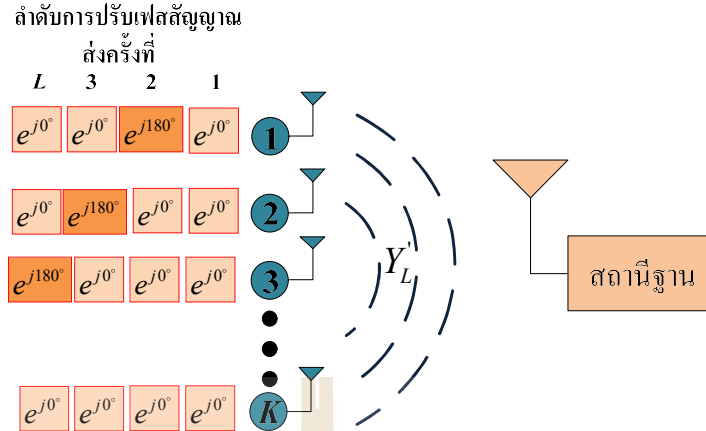 ลำดับการปรับเฟสสัญญาณ
ส่งครั้งที่
L 3 2 1
e^{j0°} e^{j0°} e^{j180°} e^{j0°} 1
e^{j0°} e^{j180°} e^{j0°} e^{j0°} 2
e^{j180°} e^{j0°} e^{j0°} e^{j0°} 3
Y'_L
สถานีฐาน
e^{j0°} e^{j0°} e^{j0°} e^{j0°} K